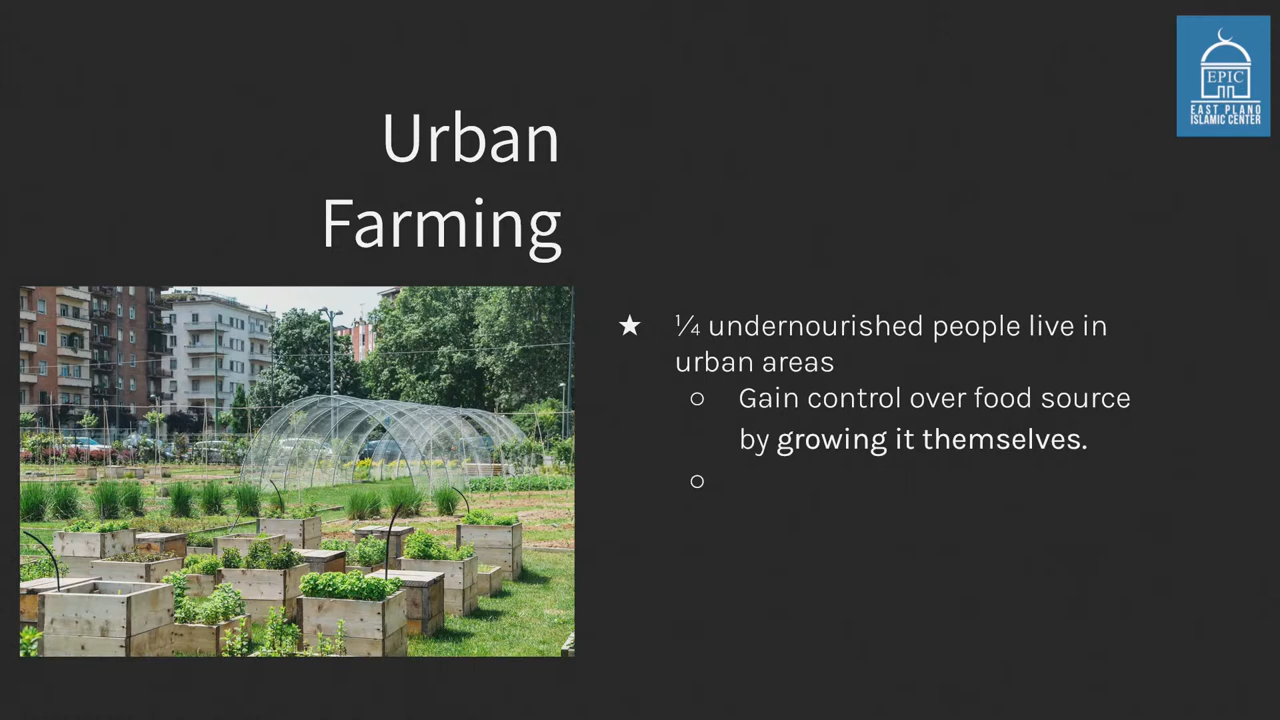 Urban
Farming
EPIC
EAST PLANO
ISLAMIC CENTER
★ ¼ undernourished people live in
urban areas
○ Gain control over food source
by growing it themselves.
○